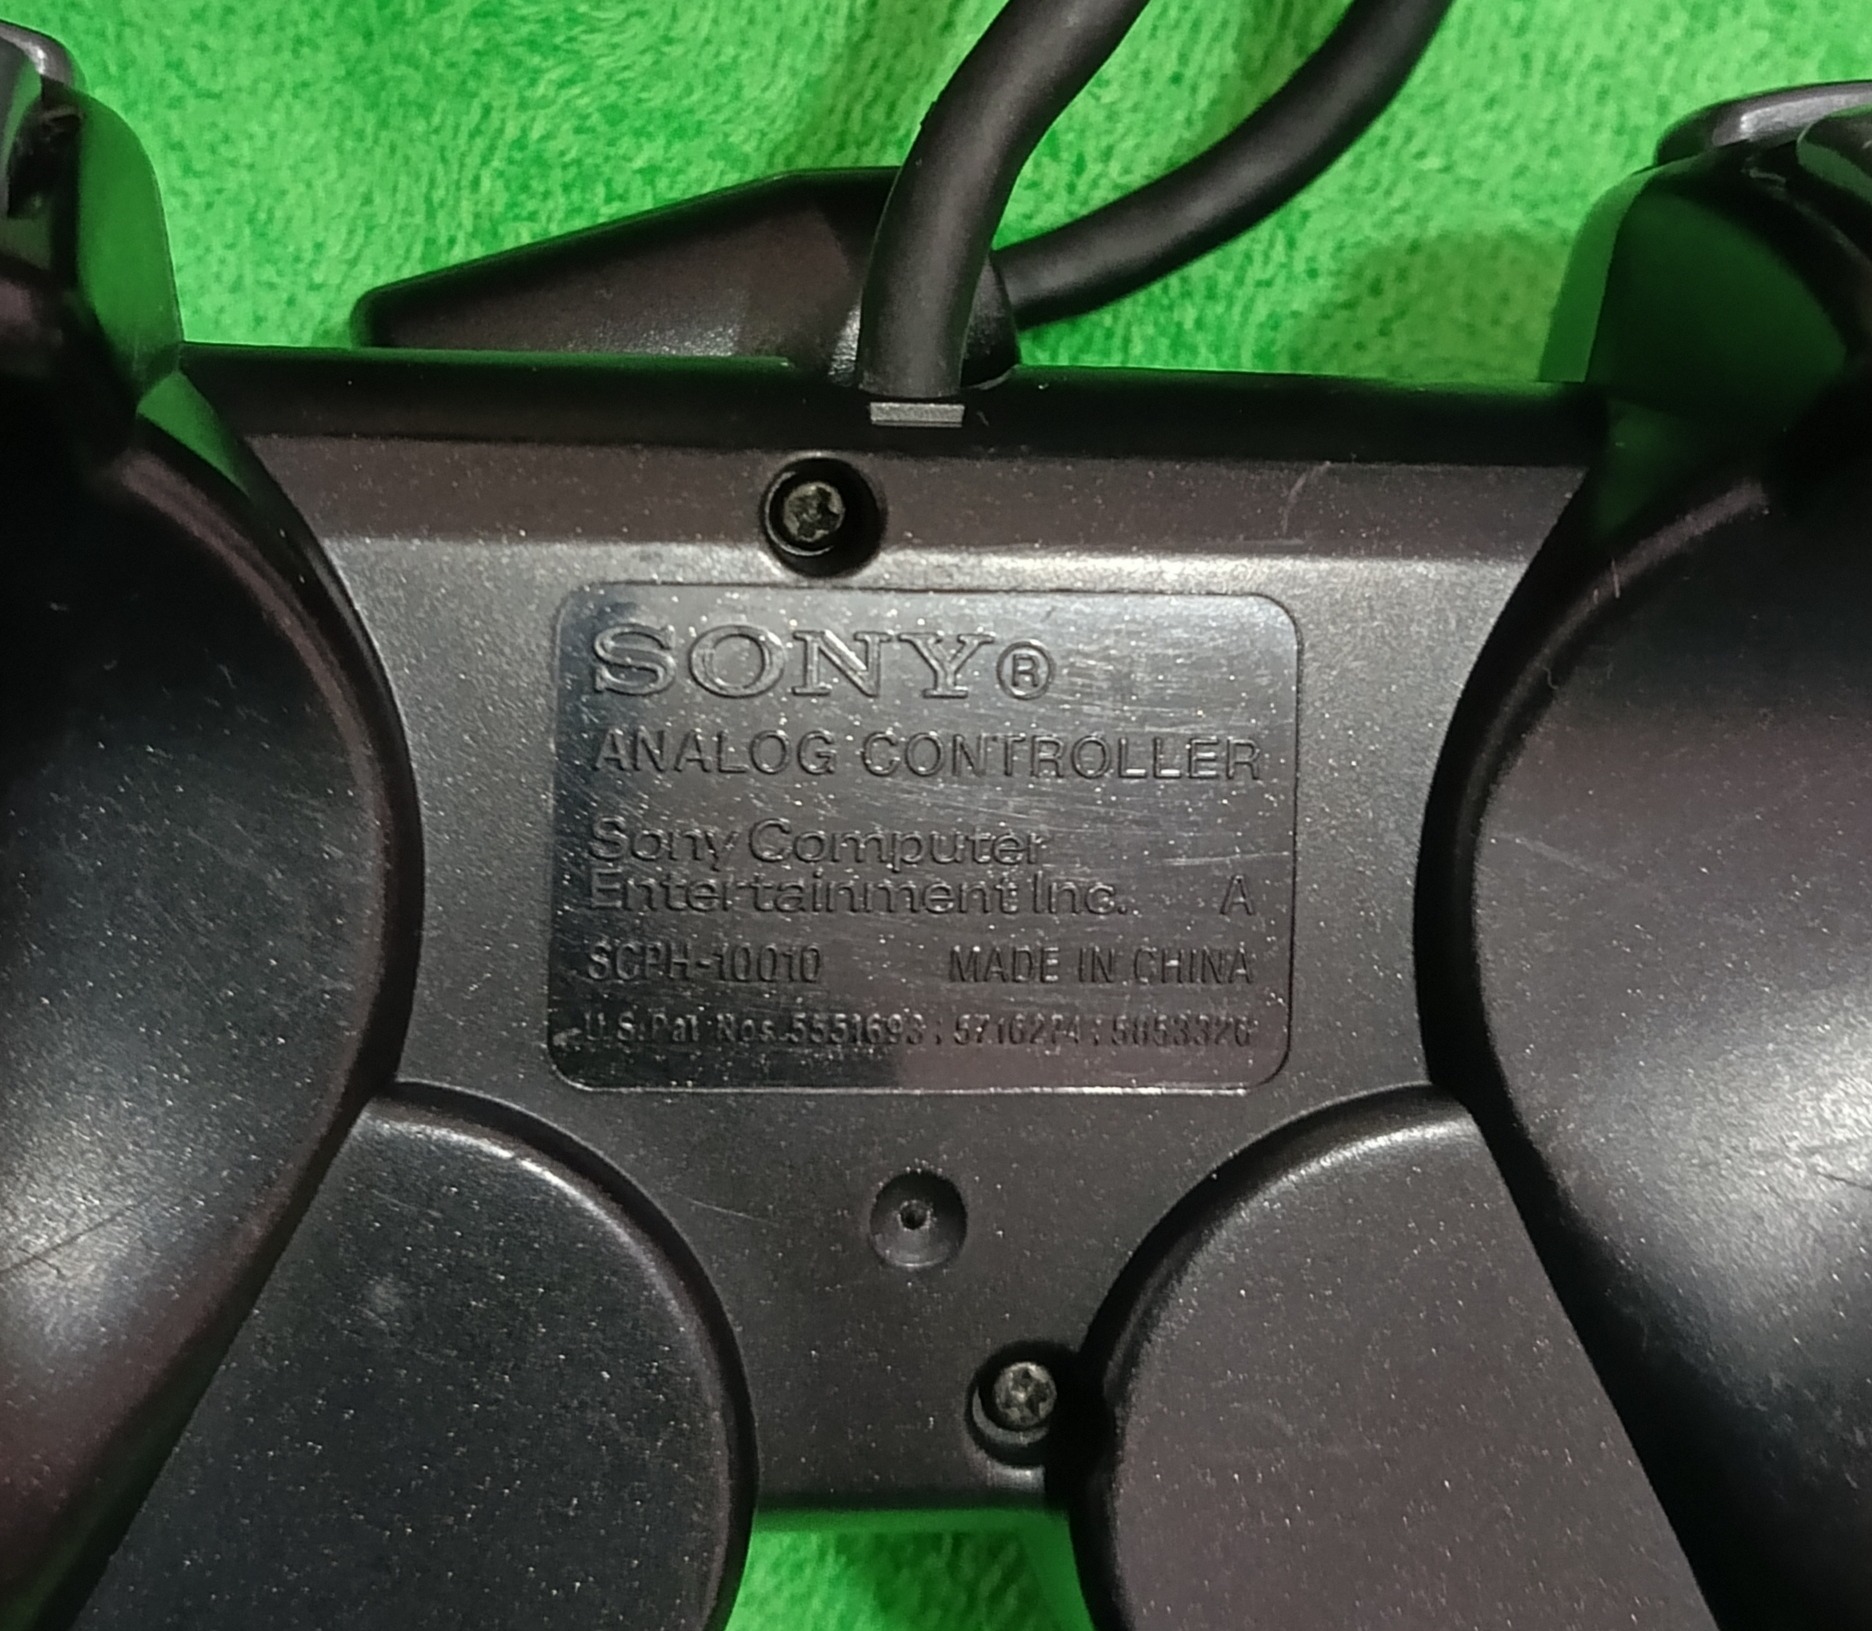 SONY®
ANALOG CONTROLLER
Sony Computer
Entertainment Inc. A
SCPH-10010 MADE IN CHINA
U.S. Pat Nos. 5551693 ; 5716274 ; 5853326